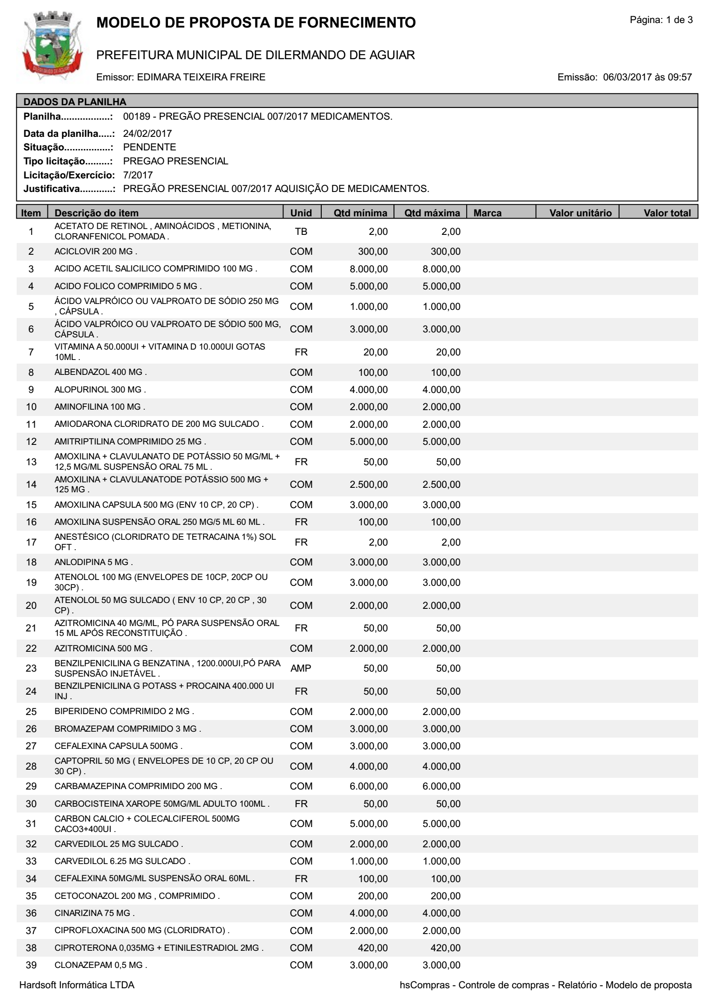 MODELO DE PROPOSTA DE FORNECIMENTO
Página: 1 de 3
PREFEITURA MUNICIPAL DE DILERMANDO DE AGUIAR
Emissor: EDIMARA TEIXEIRA FREIRE
Emissão: 06/03/2017 às 09:57
DADOS DA PLANILHA
Planilha..................: 00189 - PREGÃO PRESENCIAL 007/2017 MEDICAMENTOS.
Data da planilha.....: 24/02/2017
Situação.................: PENDENTE
Tipo licitação.........: PREGAO PRESENCIAL
Licitação/Exercício: 7/2017
Justificativa............: PREGÃO PRESENCIAL 007/2017 AQUISIÇÃO DE MEDICAMENTOS.
Item Descrição do item Unid Qtd mínima Qtd máxima Marca Valor unitário Valor total
1 ACETATO DE RETINOL , AMINOÁCIDOS , METIONINA,
CLORANFENICOL POMADA . TB 2,00 2,00
2 ACICLOVIR 200 MG . COM 300,00 300,00
3 ACIDO ACETIL SALICILICO COMPRIMIDO 100 MG . COM 8.000,00 8.000,00
4 ACIDO FOLICO COMPRIMIDO 5 MG . COM 5.000,00 5.000,00
5 ÁCIDO VALPRÓICO OU VALPROATO DE SÓDIO 250 MG
, CÁPSULA . COM 1.000,00 1.000,00
6 ÁCIDO VALPRÓICO OU VALPROATO DE SÓDIO 500 MG,
CÁPSULA . COM 3.000,00 3.000,00
7 VITAMINA A 50.000UI + VITAMINA D 10.000UI GOTAS
10ML . FR 20,00 20,00
8 ALBENDAZOL 400 MG . COM 100,00 100,00
9 ALOPURINOL 300 MG . COM 4.000,00 4.000,00
10 AMINOFILINA 100 MG . COM 2.000,00 2.000,00
11 AMIODARONA CLORIDRATO DE 200 MG SULCADO . COM 2.000,00 2.000,00
12 AMITRIPTILINA COMPRIMIDO 25 MG . COM 5.000,00 5.000,00
13 AMOXILINA + CLAVULANATO DE POTÁSSIO 50 MG/ML +
12,5 MG/ML SUSPENSÃO ORAL 75 ML . FR 50,00 50,00
14 AMOXILINA + CLAVULANATODE POTÁSSIO 500 MG +
125 MG . COM 2.500,00 2.500,00
15 AMOXILINA CAPSULA 500 MG (ENV 10 CP, 20 CP) . COM 3.000,00 3.000,00
16 AMOXILINA SUSPENSÃO ORAL 250 MG/5 ML 60 ML . FR 100,00 100,00
17 ANESTÉSICO (CLORIDRATO DE TETRACAINA 1%) SOL
OFT . FR 2,00 2,00
18 ANLODIPINA 5 MG . COM 3.000,00 3.000,00
19 ATENOLOL 100 MG (ENVELOPES DE 10CP, 20CP OU
30CP) . COM 3.000,00 3.000,00
20 ATENOLOL 50 MG SULCADO ( ENV 10 CP, 20 CP , 30
CP) . COM 2.000,00 2.000,00
21 AZITROMICINA 40 MG/ML, PÓ PARA SUSPENSÃO ORAL
15 ML APÓS RECONSTITUIÇÃO . FR 50,00 50,00
22 AZITROMICINA 500 MG . COM 2.000,00 2.000,00
23 BENZILPENICILINA G BENZATINA , 1200.000UI,PÓ PARA
SUSPENSÃO INJETÁVEL . AMP 50,00 50,00
24 BENZILPENICILINA G POTASS + PROCAINA 400.000 UI
INJ . FR 50,00 50,00
25 BIPERIDENO COMPRIMIDO 2 MG . COM 2.000,00 2.000,00
26 BROMAZEPAM COMPRIMIDO 3 MG . COM 3.000,00 3.000,00
27 CEFALEXINA CAPSULA 500MG . COM 3.000,00 3.000,00
28 CAPTOPRIL 50 MG ( ENVELOPES DE 10 CP, 20 CP OU
30 CP) . COM 4.000,00 4.000,00
29 CARBAMAZEPINA COMPRIMIDO 200 MG . COM 6.000,00 6.000,00
30 CARBOCISTEINA XAROPE 50MG/ML ADULTO 100ML . FR 50,00 50,00
31 CARBON CALCIO + COLECALCIFEROL 500MG
CACO3+400UI . COM 5.000,00 5.000,00
32 CARVEDILOL 25 MG SULCADO . COM 2.000,00 2.000,00
33 CARVEDILOL 6.25 MG SULCADO . COM 1.000,00 1.000,00
34 CEFALEXINA 50MG/ML SUSPENSÃO ORAL 60ML . FR 100,00 100,00
35 CETOCONAZOL 200 MG , COMPRIMIDO . COM 200,00 200,00
36 CINARIZINA 75 MG . COM 4.000,00 4.000,00
37 CIPROFLOXACINA 500 MG (CLORIDRATO) . COM 2.000,00 2.000,00
38 CIPROTERONA 0,035MG + ETINILESTRADIOL 2MG . COM 420,00 420,00
39 CLONAZEPAM 0,5 MG . COM 3.000,00 3.000,00
Hardsoft Informática LTDA
hsCompras - Controle de compras - Relatório - Modelo de proposta